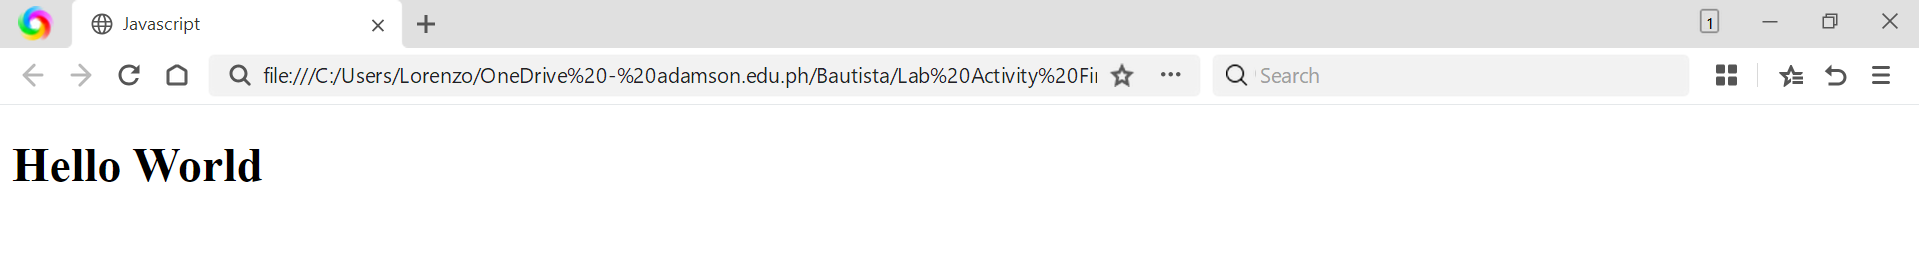 Javascript
1
file:///C:/Users/Lorenzo/OneDrive%20-%20adamson.edu.ph/Bautista/Lab%20Activity%20Fi
Search
Hello World